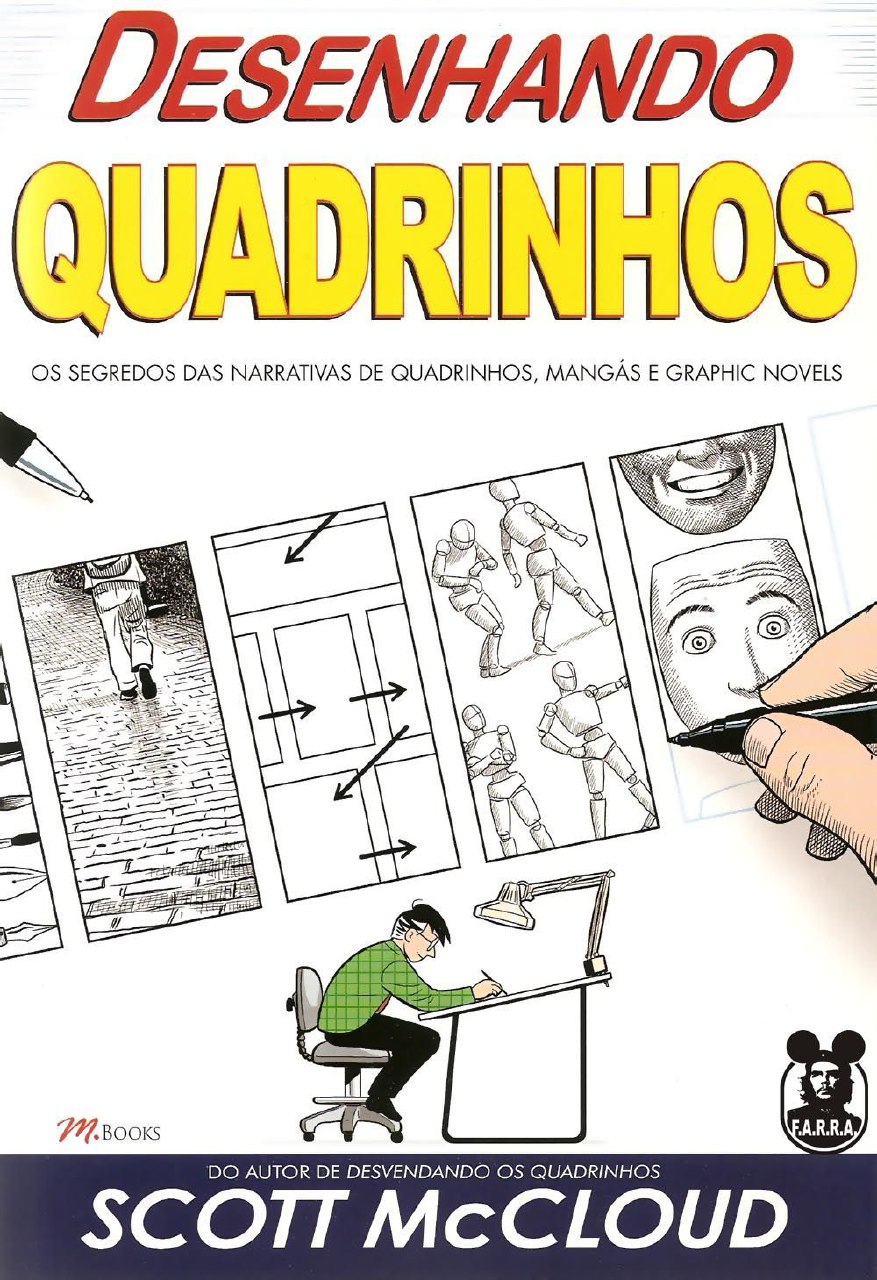 DESENHANDO
QUADRINHOS
OS SEGREDOS DAS NARRATIVAS DE QUADRINHOS, MANGÁS E GRAPHIC NOVELS
M.BOOKS
F.A.R.R.A.
DO AUTOR DE DESVENDANDO OS QUADRINHOS
SCOTT McCLOUD